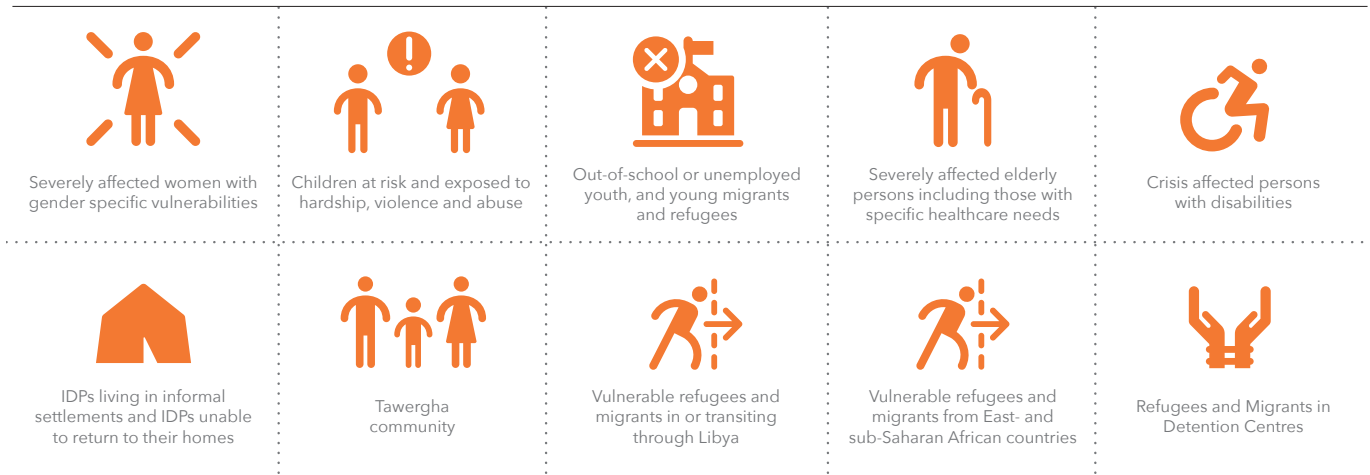 Severely affected women with
gender specific vulnerabilities
Children at risk and exposed to
hardship, violence and abuse
Out-of-school or unemployed
youth, and young migrants
and refugees
Severely affected elderly
persons including those with
specific healthcare needs
Crisis affected persons
with disabilities
IDPs living in informal
settlements and IDPs unable
to return to their homes
Tawergha
community
Vulnerable refugees and
migrants in or transiting
through Libya
Vulnerable refugees and
migrants from East- and
sub-Saharan African countries
Refugees and Migrants in
Detention Centres